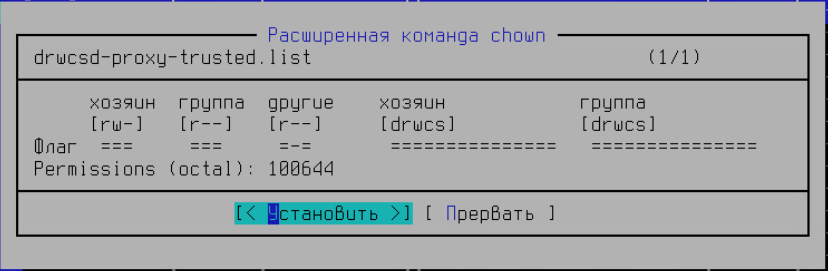 Расширенная команда chown
drwcsd-proxy-trusted.list (1/1)
хозяин группа другие хозяин группа
[rw-] [r--] [r--] [drwcs] [drwcs]
Флаг === === =-= =============== ===============
Permissions (octal): 100644
[< Установить >] [ Прервать ]